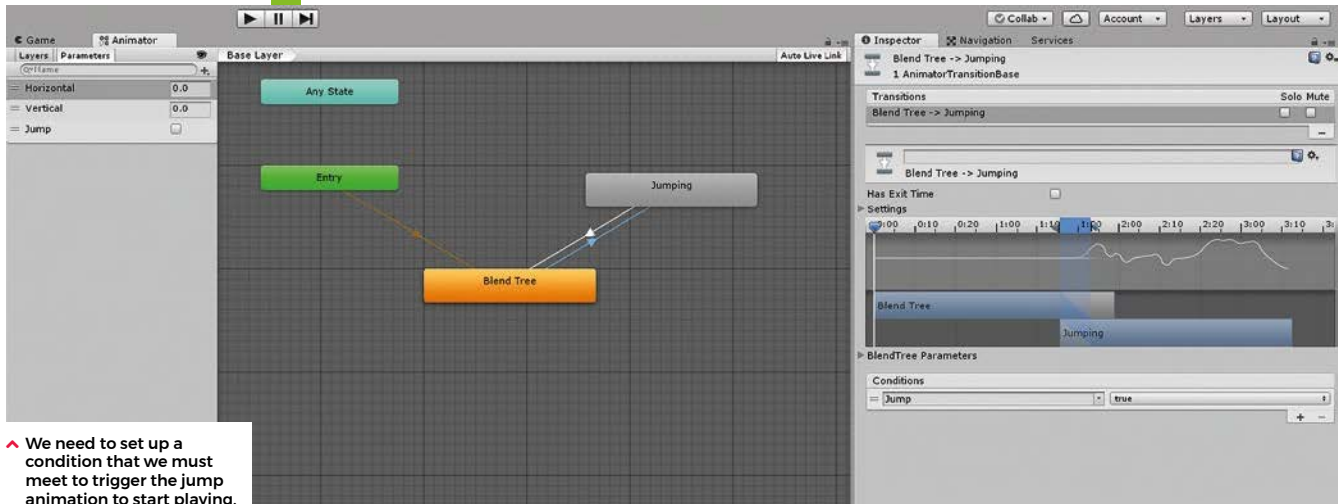 Collab
Account
Layers
Layout
Game
Animator
Layers
Parameters
Name
Horizontal
0.0
Vertical
0.0
Jump
Base Layer
Auto Live Link
Any State
Entry
Jumping
Blend Tree
Inspector
Navigation
Services
Blend Tree -> Jumping
1 AnimatorTransitionBase
Transitions
Solo Mute
Blend Tree -> Jumping
Blend Tree -> Jumping
Has Exit Time
Settings
0:10 0:20 1:00 2:00 2:10 2:20 3:00 3:10
Blend Tree
Jumping
BlendTree Parameters
Conditions
Jump
true
We need to set up a
condition that we must
meet to trigger the jump
animation to start playing.